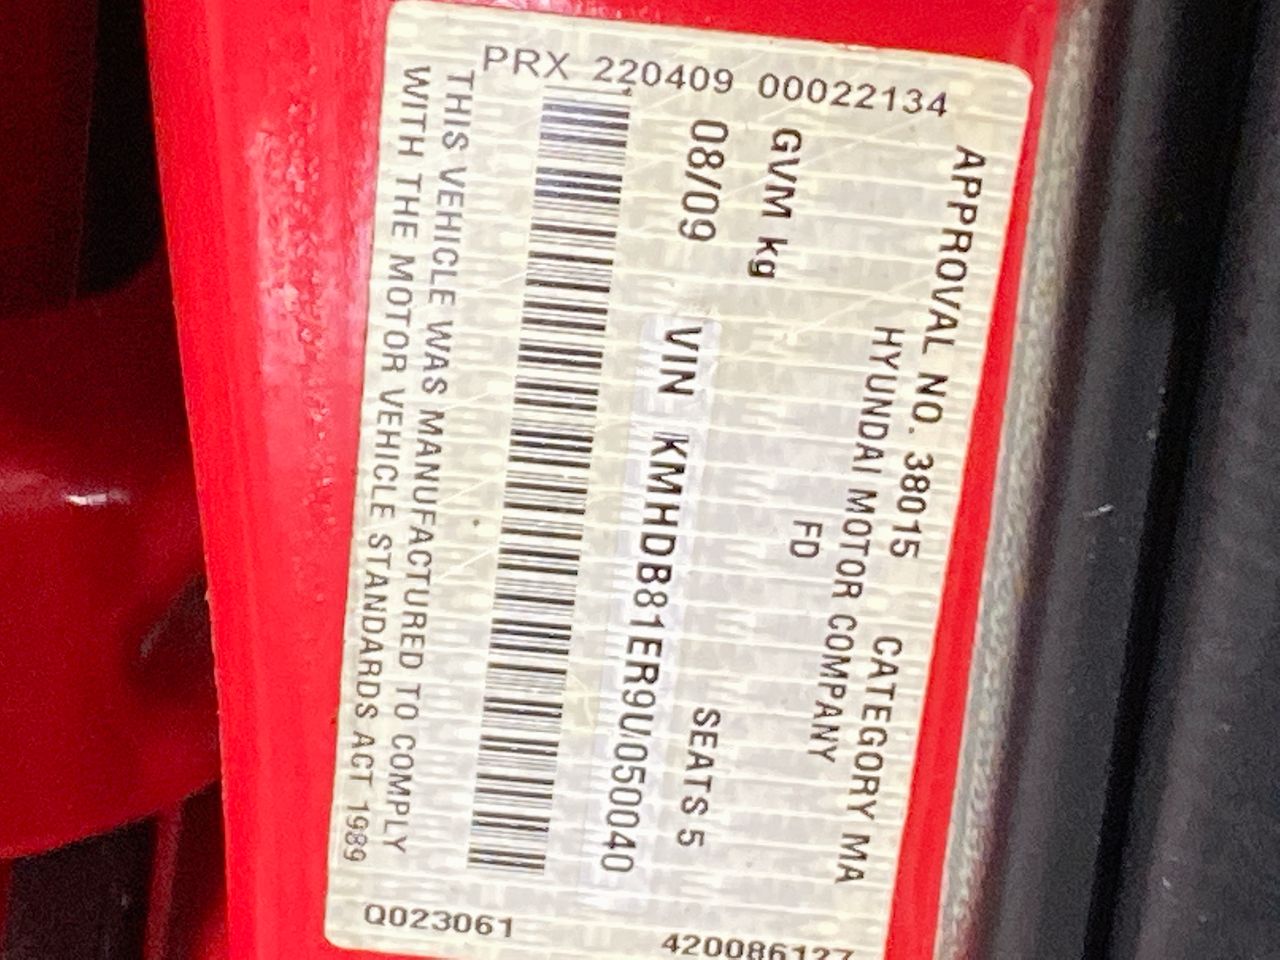 PRX 220409 00022134
APPROVAL NO. 38015 CATEGORY MA
HYUNDAI MOTOR COMPANY
FD
GVM kg
08/09 SEATS 5
VIN KMHDB81ER9U050040
THIS VEHICLE WAS MANUFACTURED TO COMPLY
WITH THE MOTOR VEHICLE STANDARDS ACT 1989
Q023061
420086127